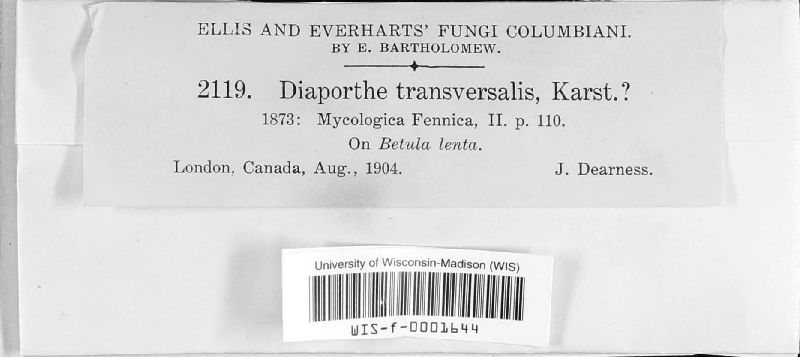 ELLIS AND EVERHARTS' FUNGI COLUMBIANI.
BY E. BARTHOLOMEW.
2119. Diaporthe transversalis, Karst.?
1873: Mycologica Fennica, II. p. 110.
On Betula lenta.
London, Canada, Aug., 1904. J. Dearness.
University of Wisconsin-Madison (WIS)
WIS-f-0001644